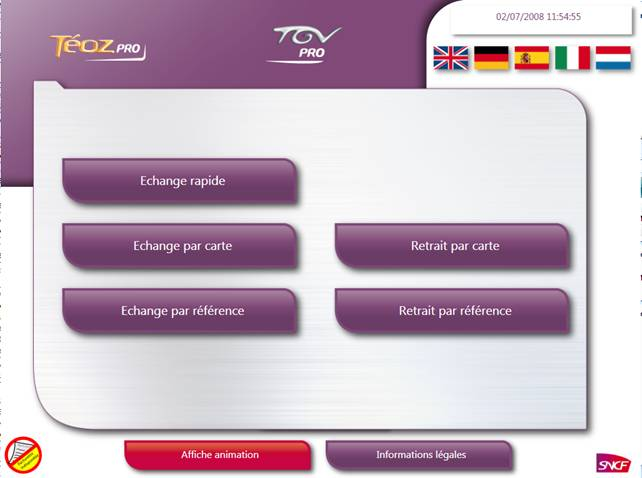 02/07/2008 11:54:55
TÉOZ PRO
TGV
PRO
Echange rapide
Echange par carte
Retrait par carte
Echange par référence
Retrait par référence
Affiche animation
Informations légales
SNCF